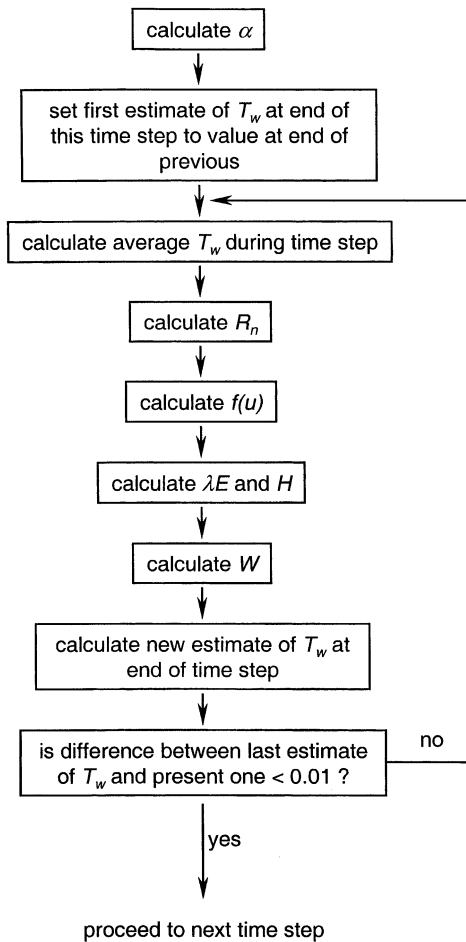 calculate α
set first estimate of T_w at end of
this time step to value at end of
previous
calculate average T_w during time step
calculate R_n
calculate f(u)
calculate λE and H
calculate W
calculate new estimate of T_w at
end of time step
is difference between last estimate
of T_w and present one < 0.01 ?
no
yes
proceed to next time step